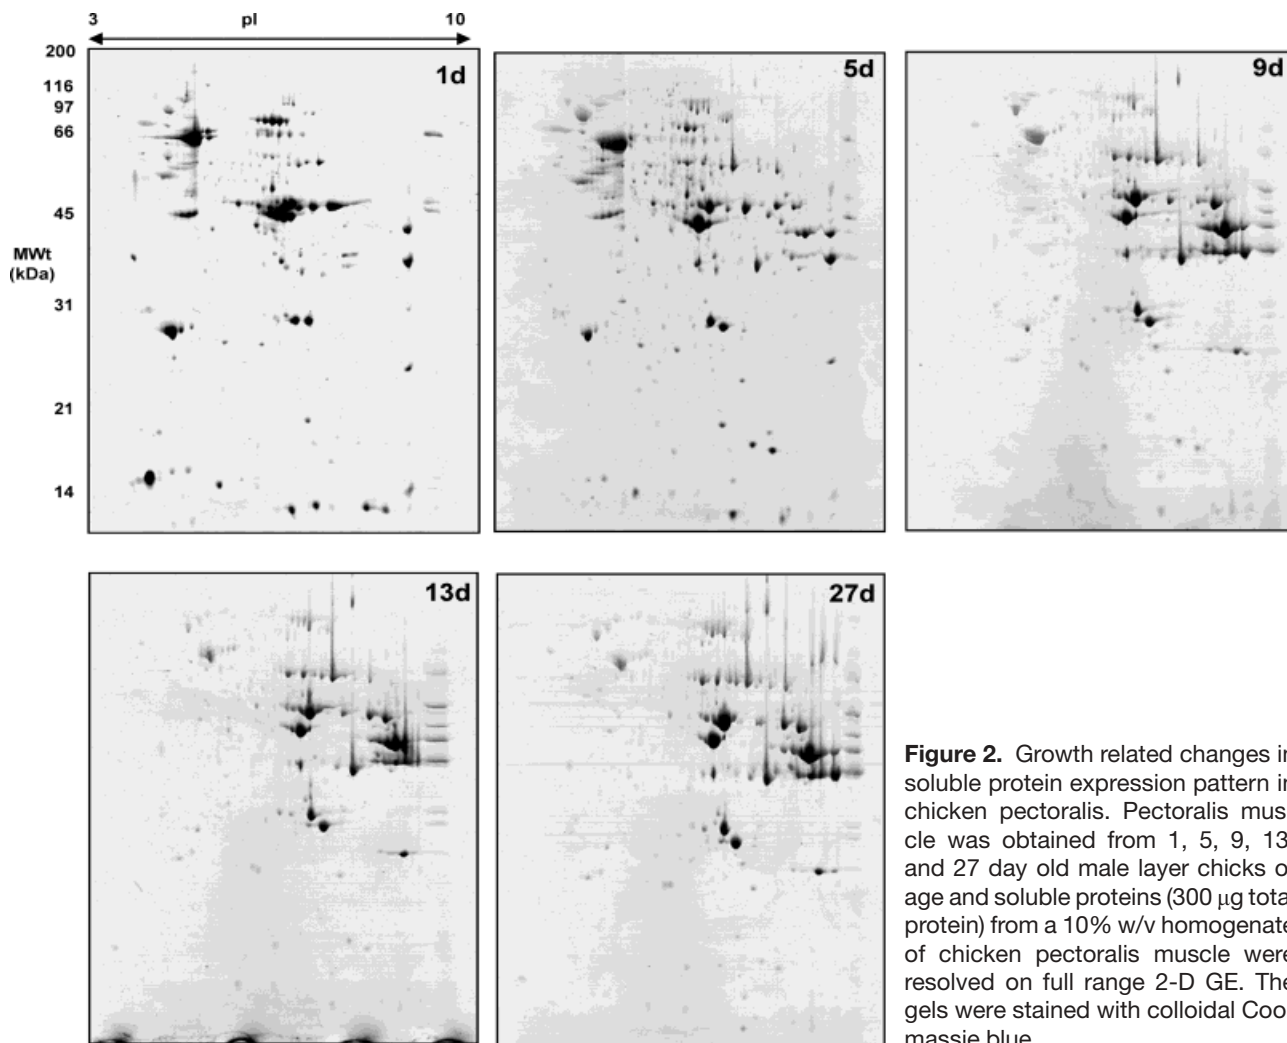 3 pI 10
200
116
97
66
45
MWt
(kDa)
31
21
14
1d
5d
9d
13d
27d
Figure 2. Growth related changes in
soluble protein expression pattern in
chicken pectoralis. Pectoralis mus
cle was obtained from 1, 5, 9, 13
and 27 day old male layer chicks o
age and soluble proteins (300 μg tota
protein) from a 10% w/v homogenate
of chicken pectoralis muscle were
resolved on full range 2-D GE. The
gels were stained with colloidal Coo
massie blue